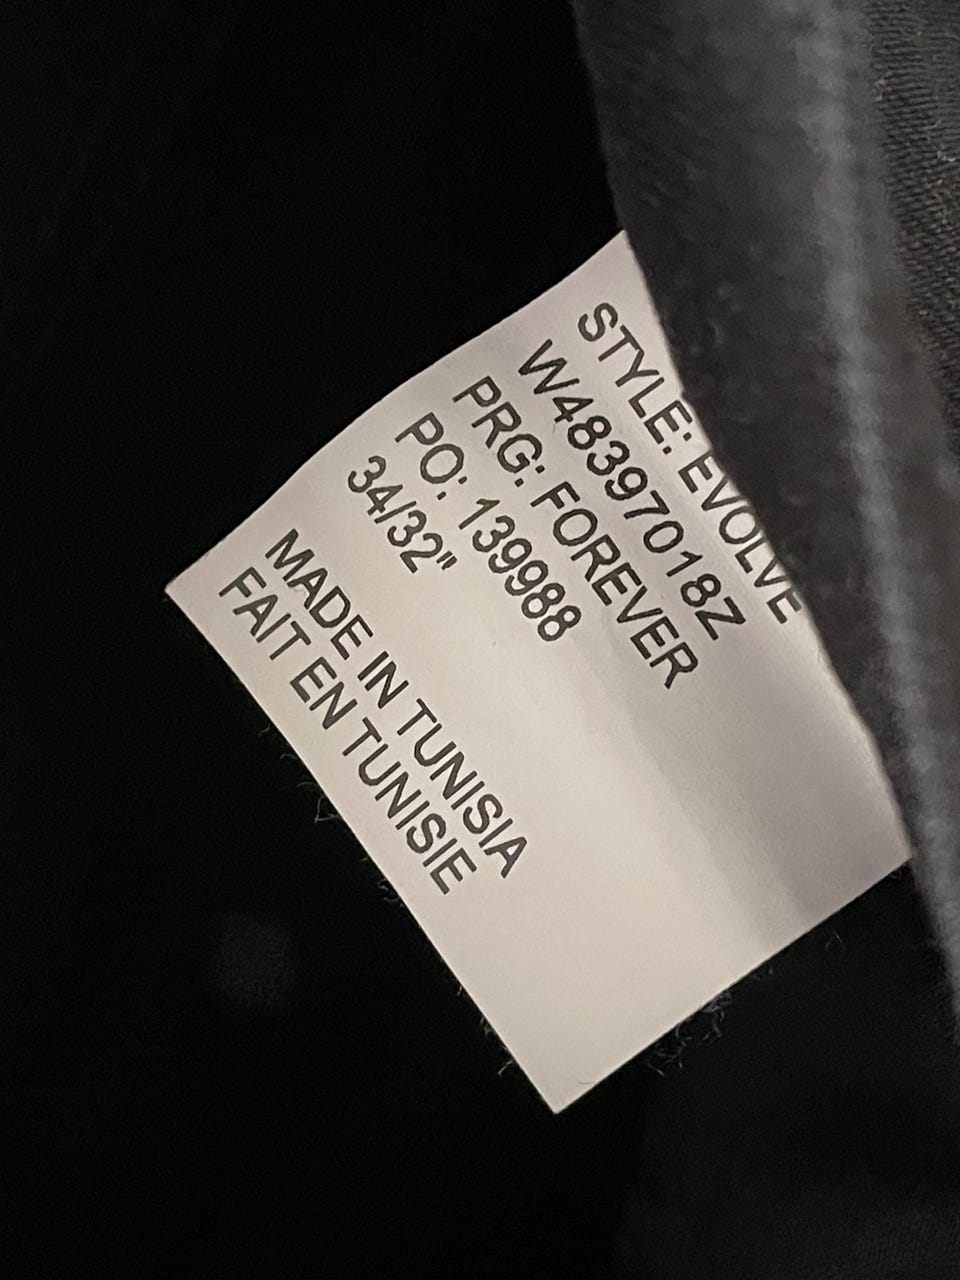 STYLE: EVOLVE
W48397018Z
PRG: FOREVER
PO: 139988
34/32"
MADE IN TUNISIA
FAIT EN TUNISIE